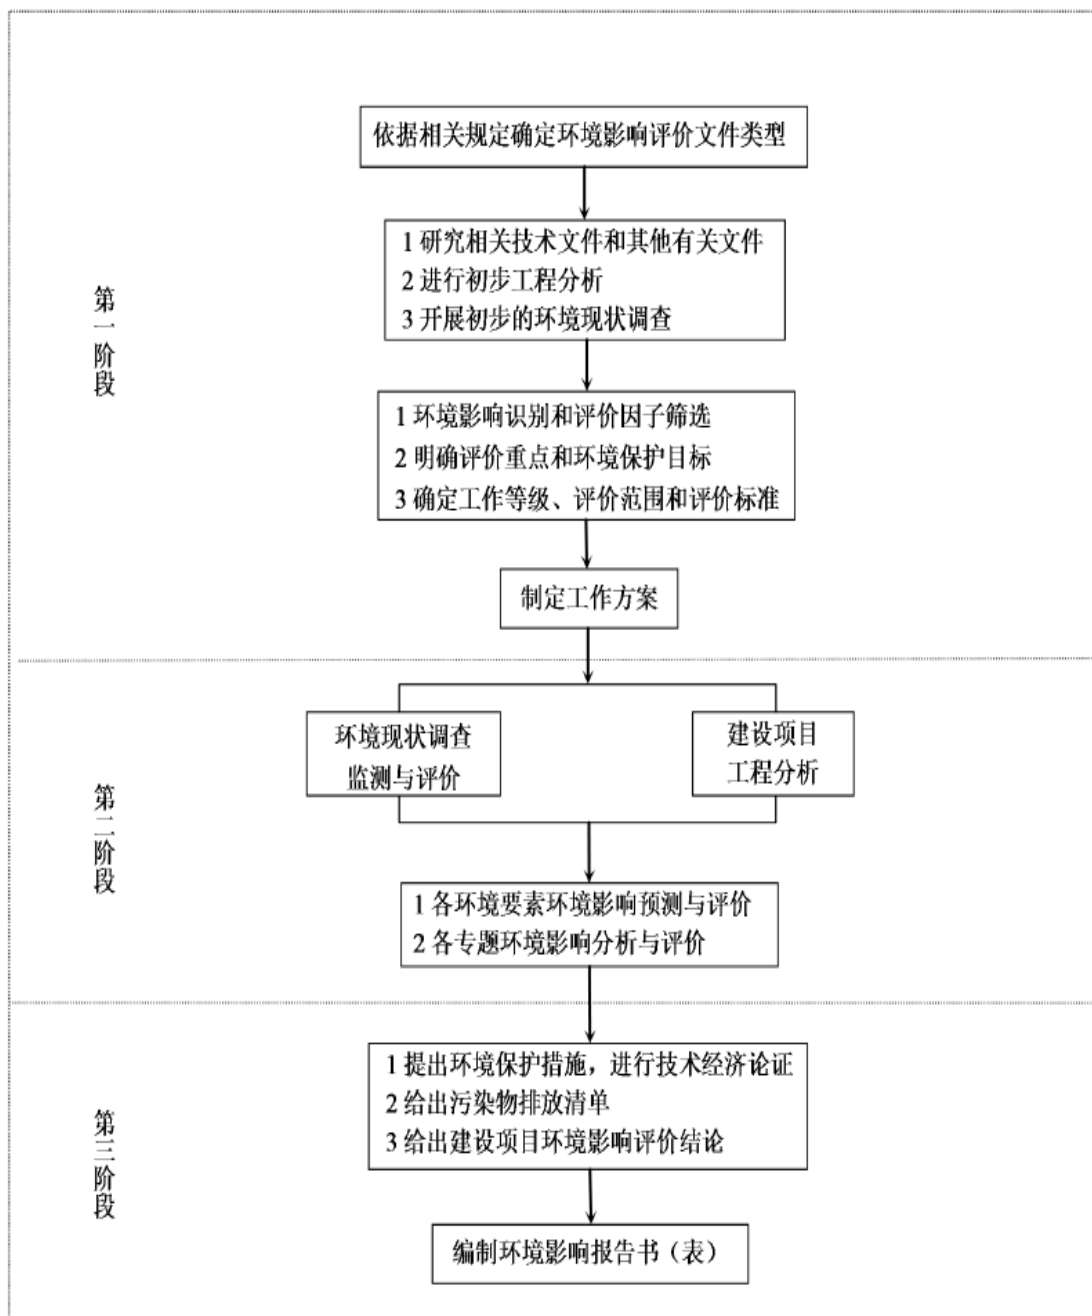 依据相关规定确定环境影响评价文件类型
1 研究相关技术文件和其他有关文件
2 进行初步工程分析
3 开展初步的环境现状调查
第一阶段
1 环境影响识别和评价因子筛选
2 明确评价重点和环境保护目标
3 确定工作等级、评价范围和评价标准
制定工作方案
环境现状调查
监测与评价
建设项目
工程分析
第二阶段
1 各环境要素环境影响预测与评价
2 各专题环境影响分析与评价
1 提出环境保护措施，进行技术经济论证
2 给出污染物排放清单
3 给出建设项目环境影响评价结论
第三阶段
编制环境影响报告书（表）